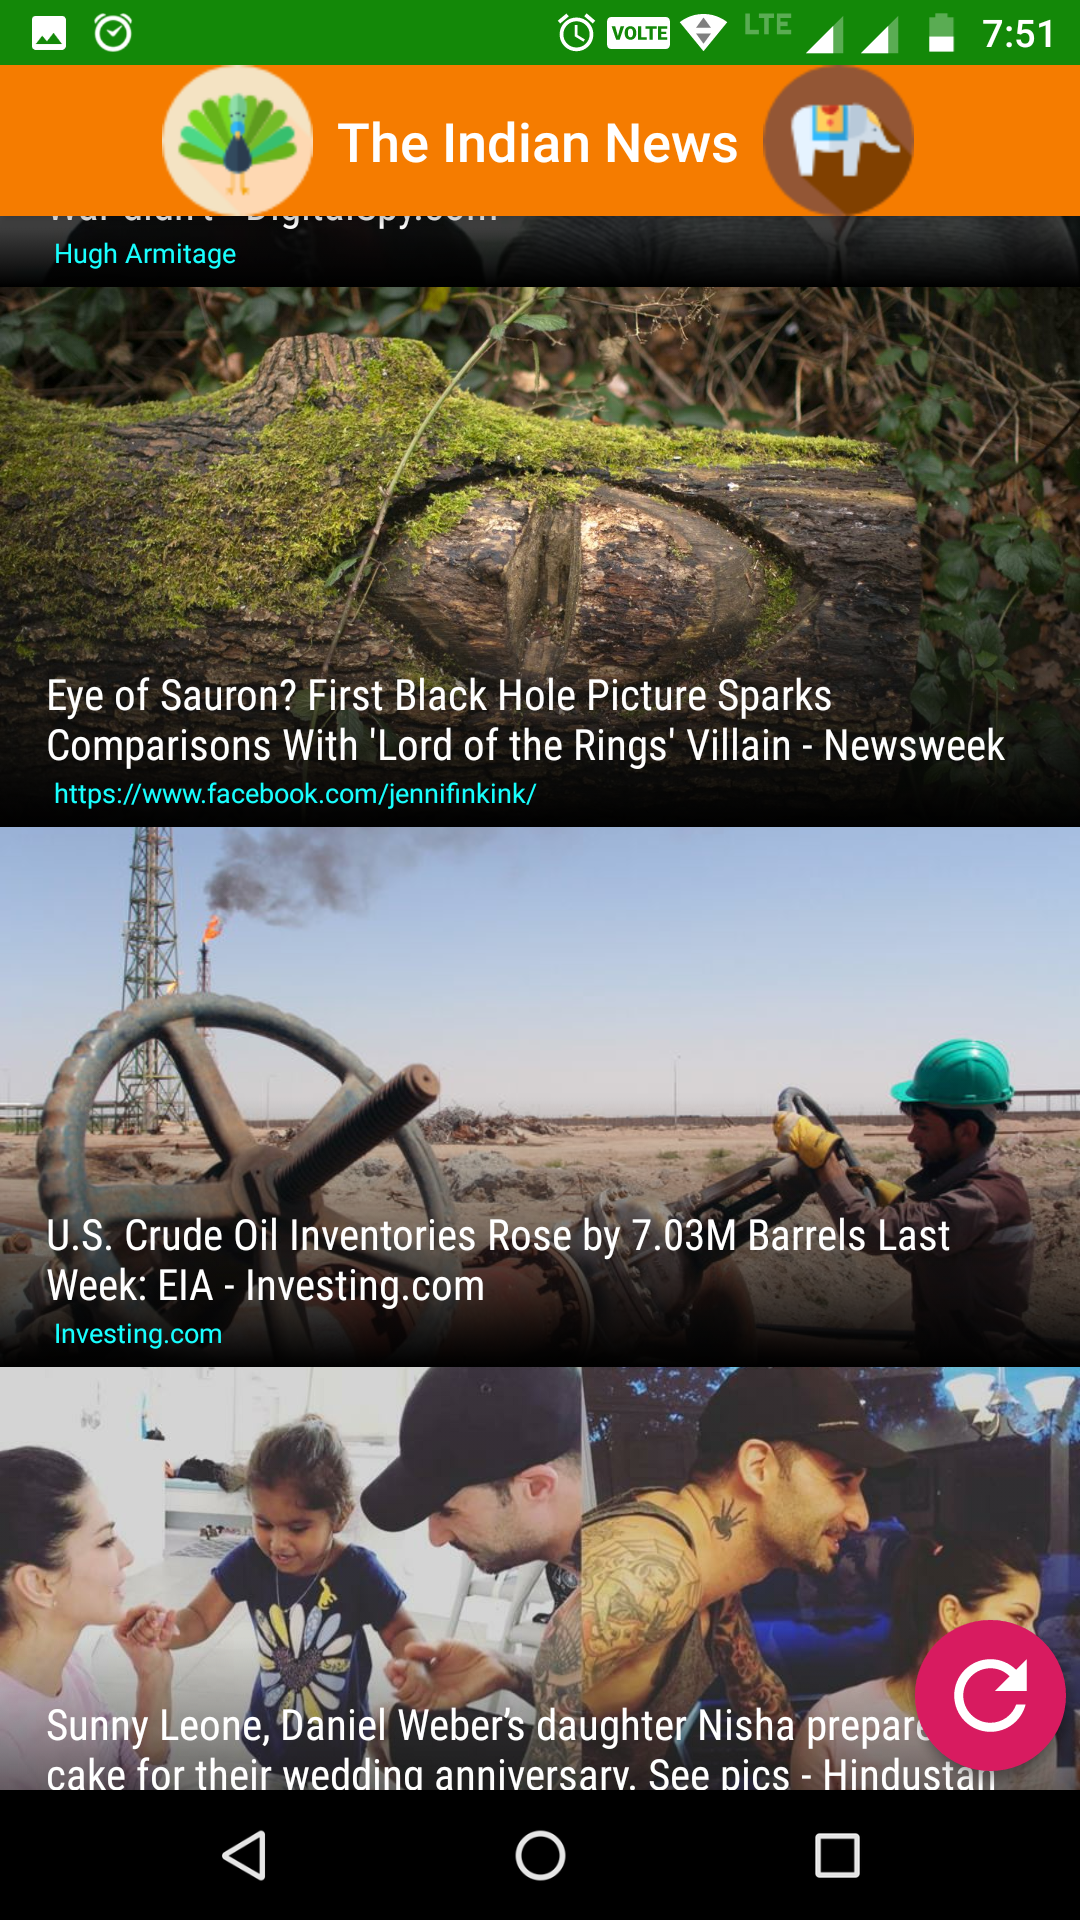 VOLTE LTE 7:51
The Indian News
War didn't - DigitalSpy.com
Hugh Armitage
Eye of Sauron? First Black Hole Picture Sparks
Comparisons With 'Lord of the Rings' Villain - Newsweek
https://www.facebook.com/jennifinkink/
U.S. Crude Oil Inventories Rose by 7.03M Barrels Last
Week: EIA - Investing.com
Investing.com
Sunny Leone, Daniel Weber’s daughter Nisha prepare
cake for their wedding anniversary. See pics - Hindustan